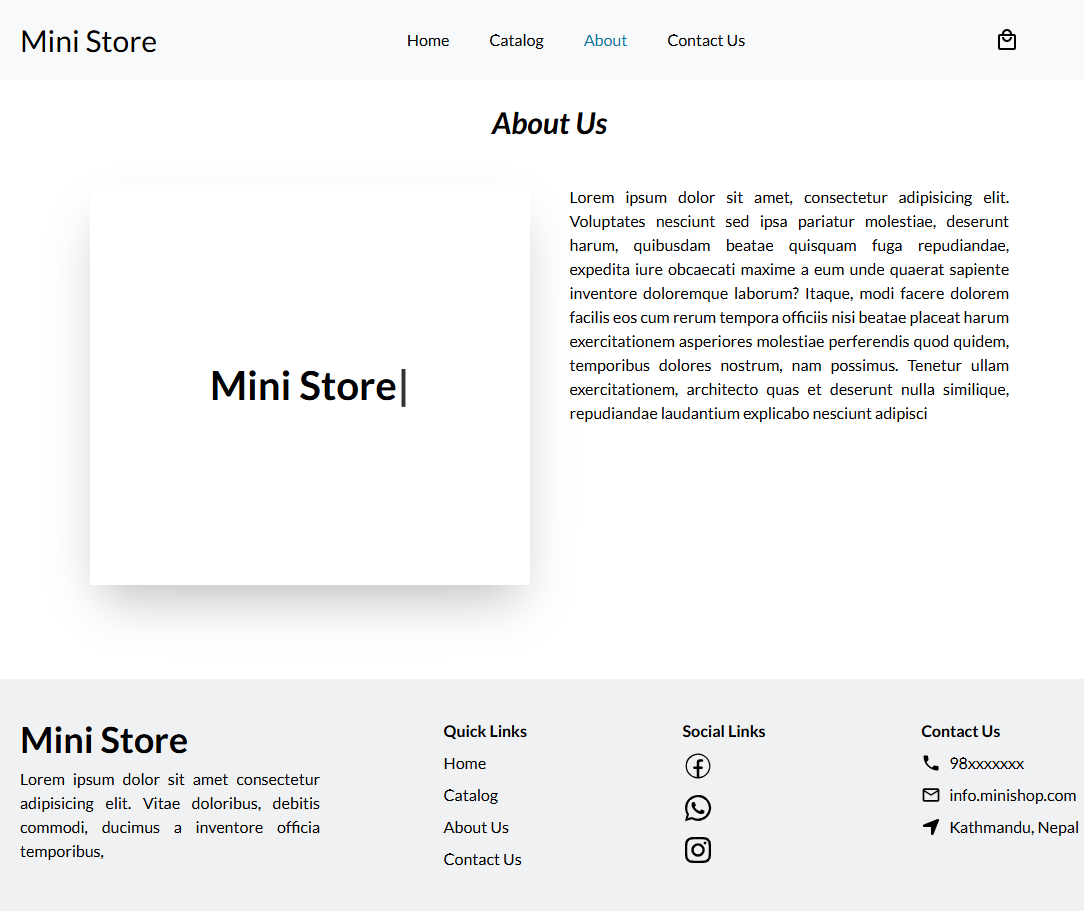 Mini Store
Home
Catalog
About
Contact Us
About Us
Mini Store|
Lorem ipsum dolor sit amet, consectetur adipisicing elit.
Voluptates nesciunt sed ipsa pariatur molestiae, deserunt
harum, quibusdam beatae quisquam fuga repudiandae,
expedita iure obcaecati maxime a eum unde quaerat sapiente
inventore doloremque laborum? Itaque, modi facere dolorem
facilis eos cum rerum tempora officiis nisi beatae placeat harum
exercitationem asperiores molestiae perferendis quod quidem,
temporibus dolores nostrum, nam possimus. Tenetur ullam
exercitationem, architecto quas et deserunt nulla similique,
repudiandae laudantium explicabo nesciunt adipisci
Mini Store
Lorem ipsum dolor sit amet consectetur
adipisicing elit. Vitae doloribus, debitis
commodi, ducimus a inventore officia
temporibus,
Quick Links
Home
Catalog
About Us
Contact Us
Social Links
Contact Us
98xxxxxxx
info.minishop.com
Kathmandu, Nepal